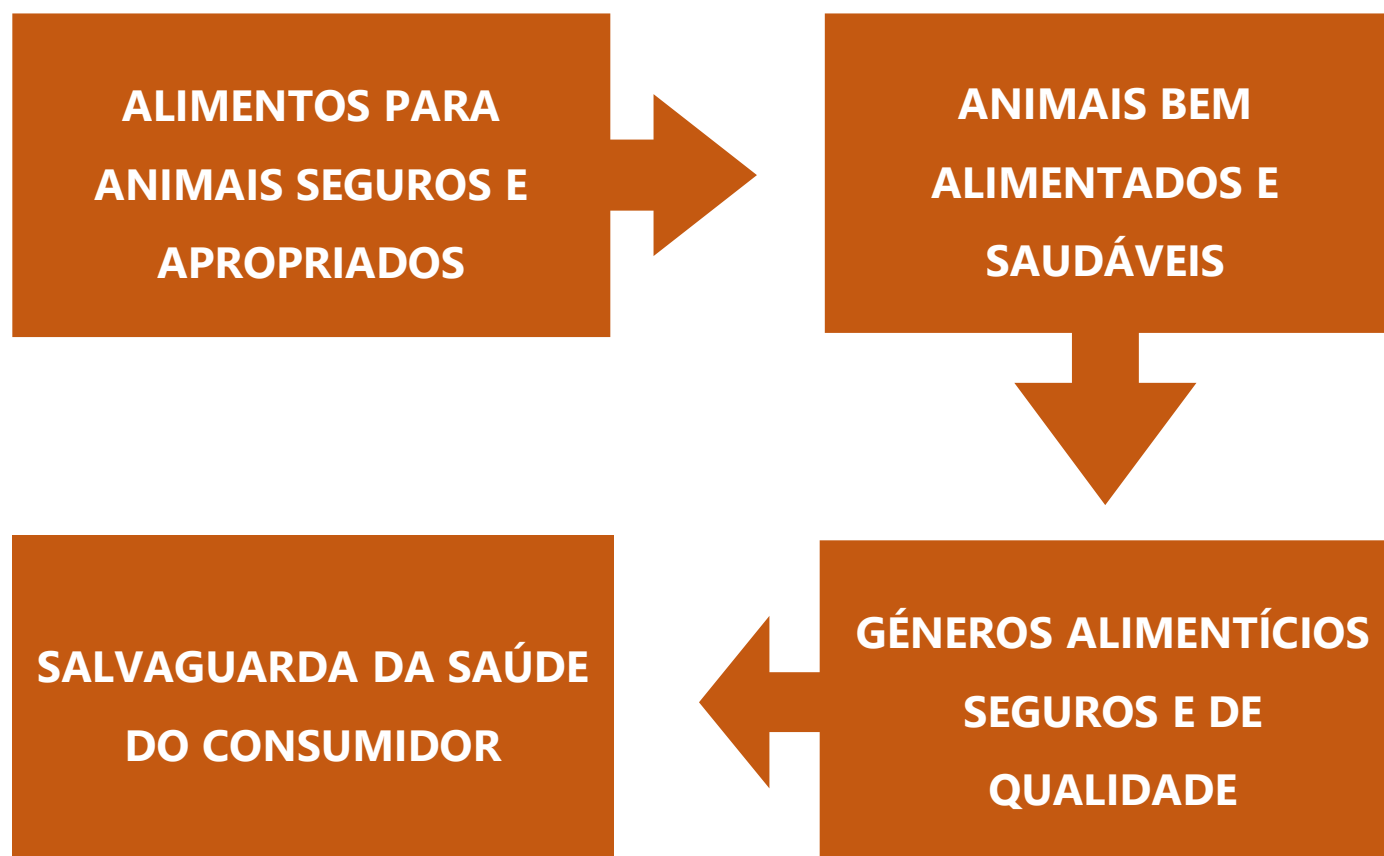 ALIMENTOS PARA
ANIMAIS SEGUROS E
APROPRIADOS
ANIMAIS BEM
ALIMENTADOS E
SAUDÁVEIS
GÉNEROS ALIMENTÍCIOS
SEGUROS E DE
QUALIDADE
SALVAGUARDA DA SAÚDE
DO CONSUMIDOR